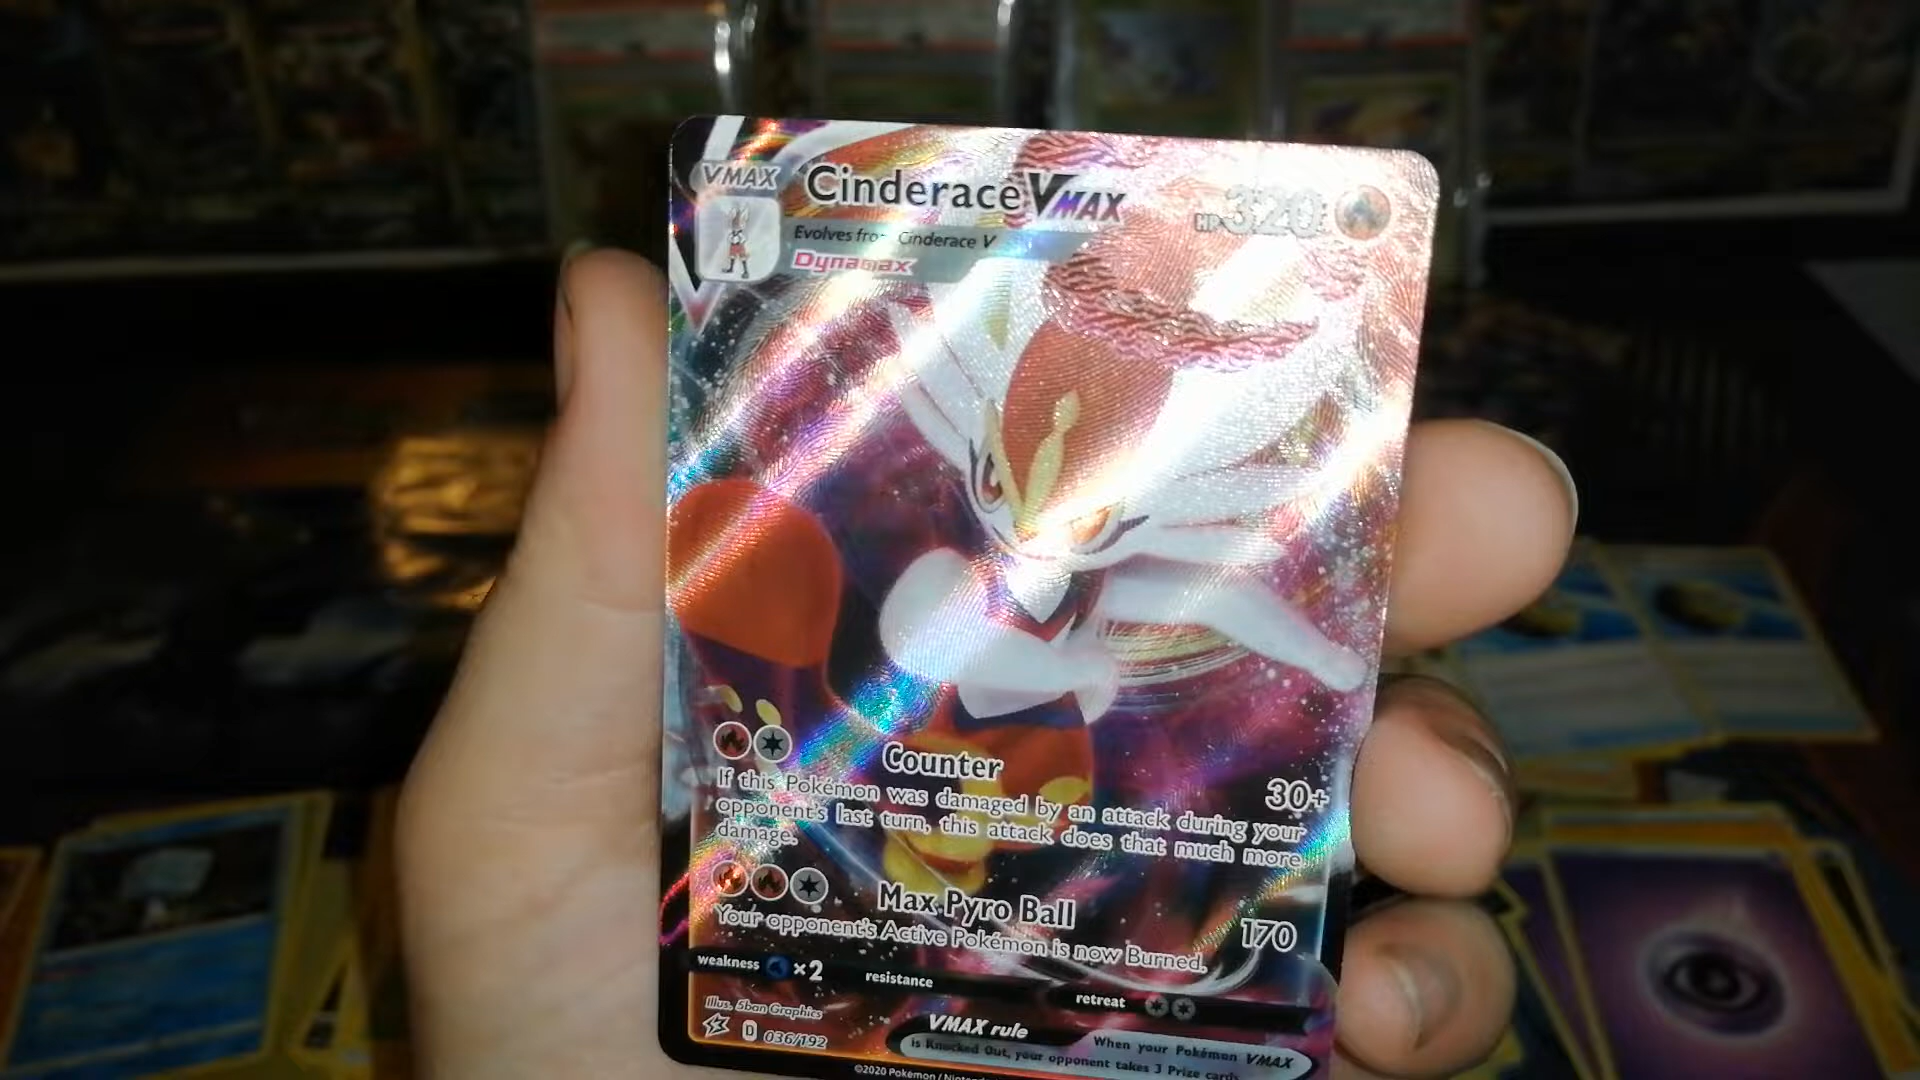 VMAX CinderaceVMAX HP 320
Evolves from Cinderace V
Dynamax
Counter 30+
If this Pokémon was damaged by an attack during your
opponent's last turn, this attack does that much more
damage.
Max Pyro Ball 170
Your opponent's Active Pokémon is now Burned.
weakness ×2 resistance retreat
Illus. 5ban Graphics
D 036/192
VMAX rule When your Pokémon VMAX
is Knocked Out, your opponent takes 3 Prize cards.
©2020 Pokémon / Ninten